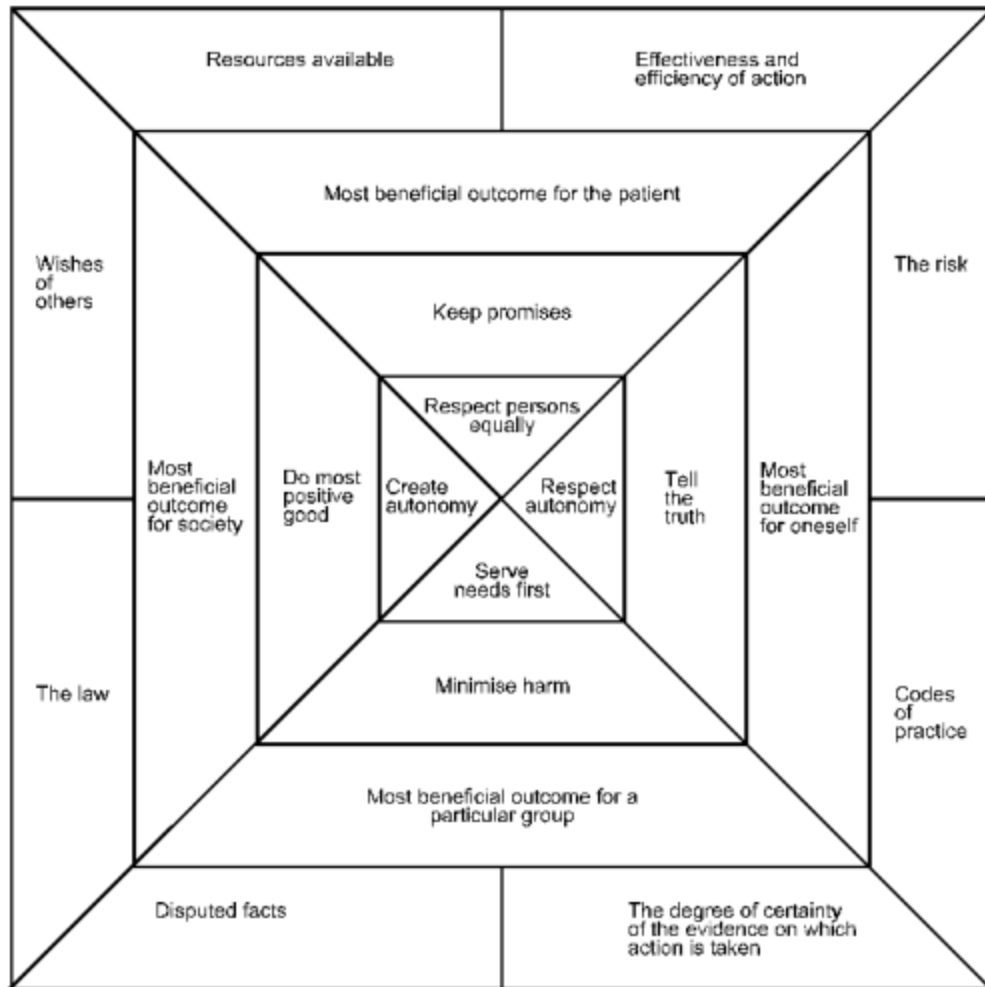 Resources available
Effectiveness and
efficiency of action
Most beneficial outcome for the patient
Wishes
of
others
The risk
Keep promises
Respect persons
equally
Most
beneficial
outcome
for society
Do most
positive
good
Create
autonomy
Respect
autonomy
Tell
the
truth
Most
beneficial
outcome
for oneself
Serve
needs first
Minimise harm
The law
Codes
of
practice
Most beneficial outcome for a
particular group
Disputed facts
The degree of certainty
of the evidence on which
action is taken